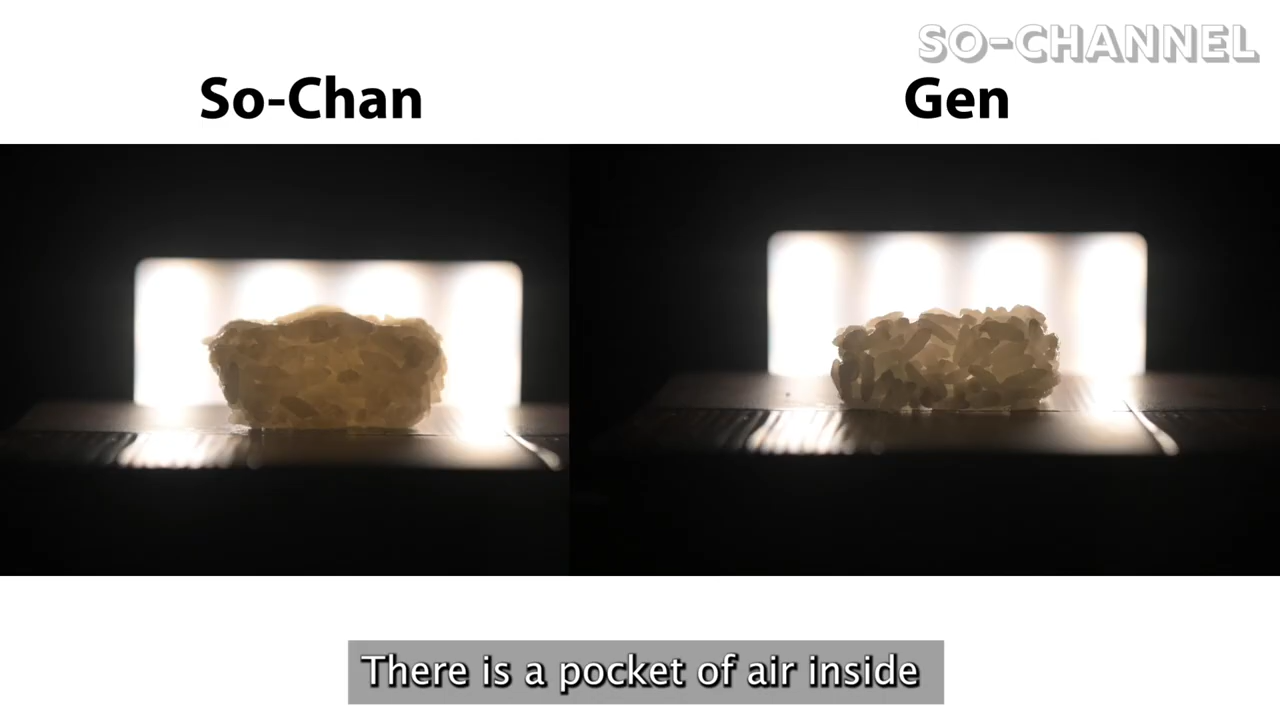 SO-CHANNEL
So-Chan
Gen
There is a pocket of air inside